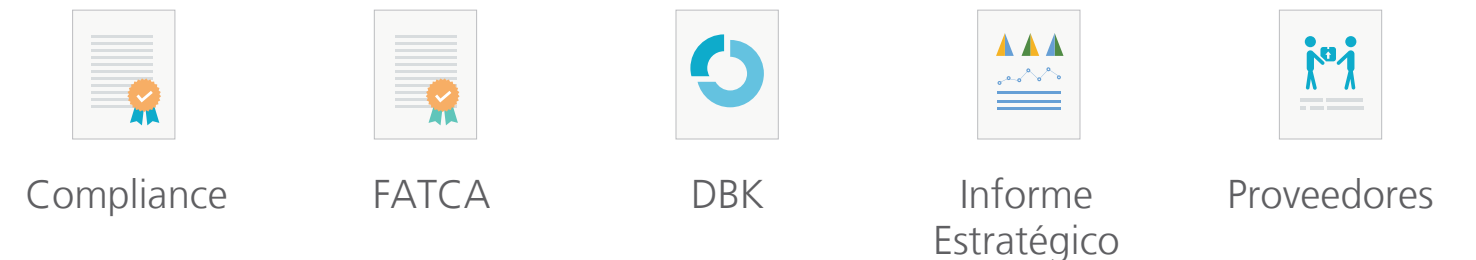 Compliance
FATCA
DBK
Informe
Estratégico
Proveedores